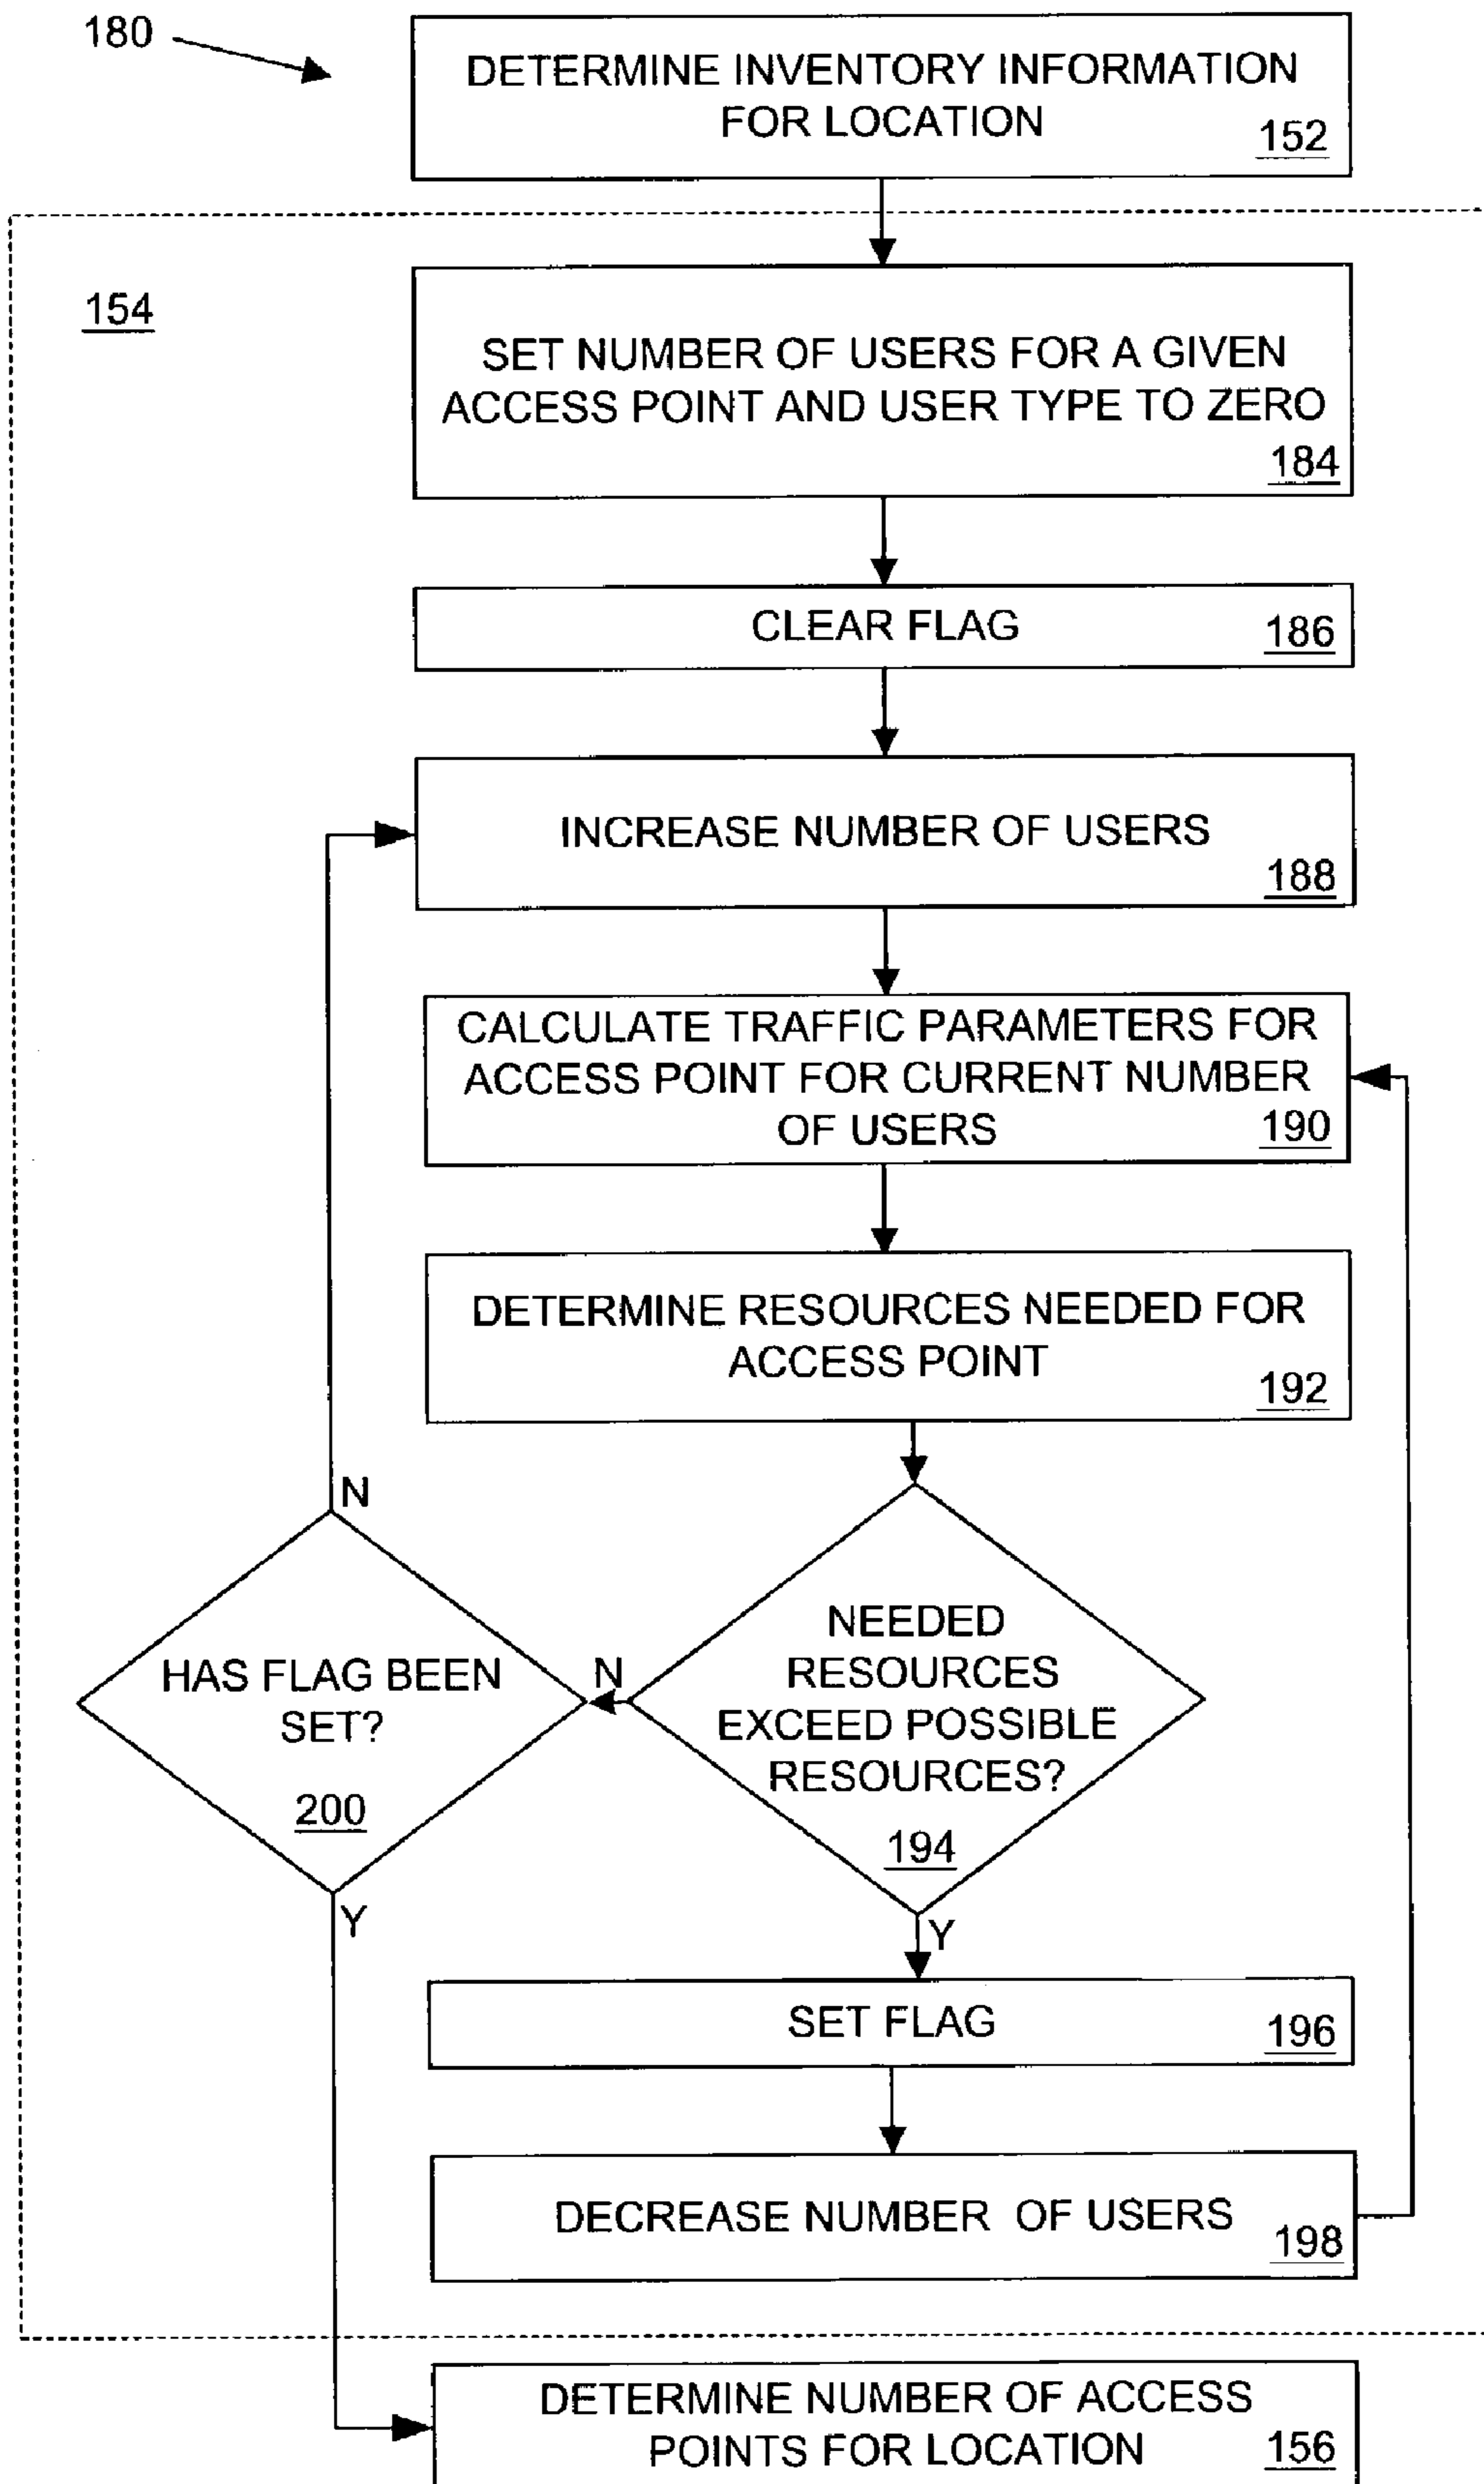 180
DETERMINE INVENTORY INFORMATION
FOR LOCATION
152
154
SET NUMBER OF USERS FOR A GIVEN
ACCESS POINT AND USER TYPE TO ZERO
184
CLEAR FLAG
186
INCREASE NUMBER OF USERS
188
CALCULATE TRAFFIC PARAMETERS FOR
ACCESS POINT FOR CURRENT NUMBER
OF USERS
190
DETERMINE RESOURCES NEEDED FOR
ACCESS POINT
192
N
HAS FLAG BEEN
SET?
200
N
NEEDED
RESOURCES
EXCEED POSSIBLE
RESOURCES?
194
Y
Y
SET FLAG
196
DECREASE NUMBER OF USERS
198
DETERMINE NUMBER OF ACCESS
POINTS FOR LOCATION
156